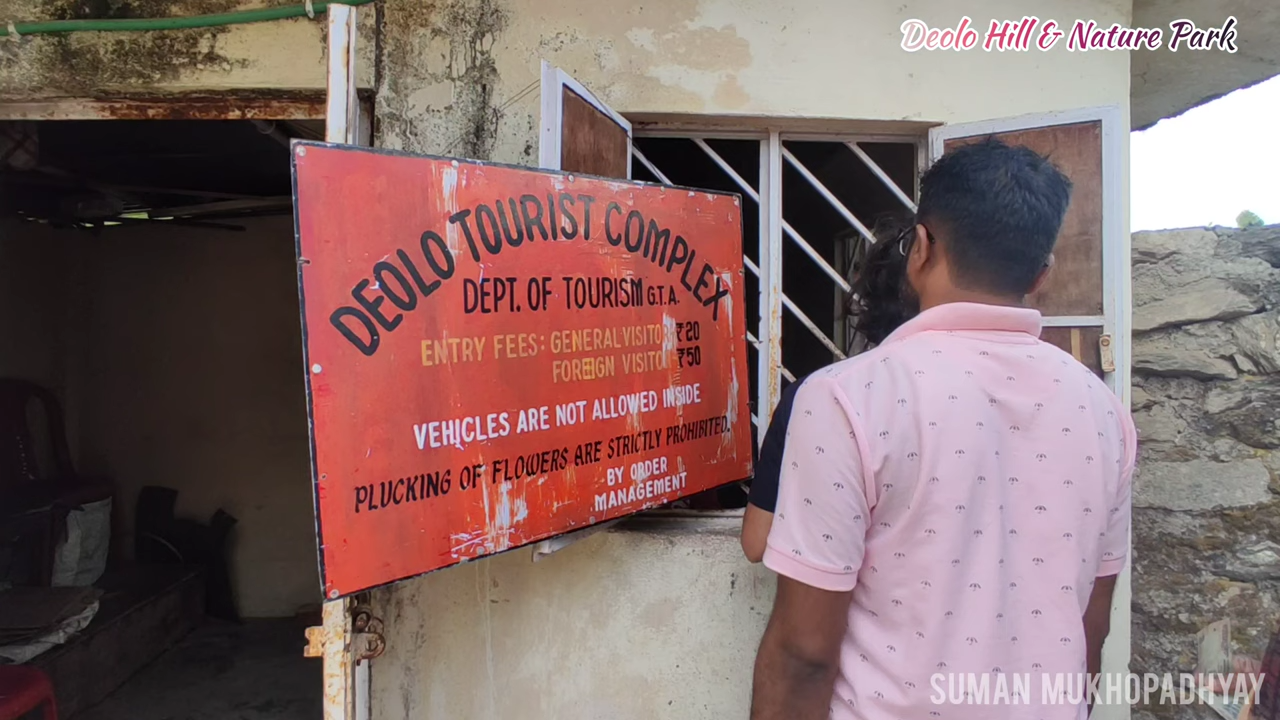 Deolo Hill & Nature Park
DEOLO TOURIST COMPLEX
DEPT. OF TOURISM G.T.A.
ENTRY FEES: GENERAL VISITOR ₹20
FOREIGN VISITOR ₹50
VEHICLES ARE NOT ALLOWED INSIDE
PLUCKING OF FLOWERS ARE STRICTLY PROHIBITED.
BY ORDER
MANAGEMENT
SUMAN MUKHOPADHYAY